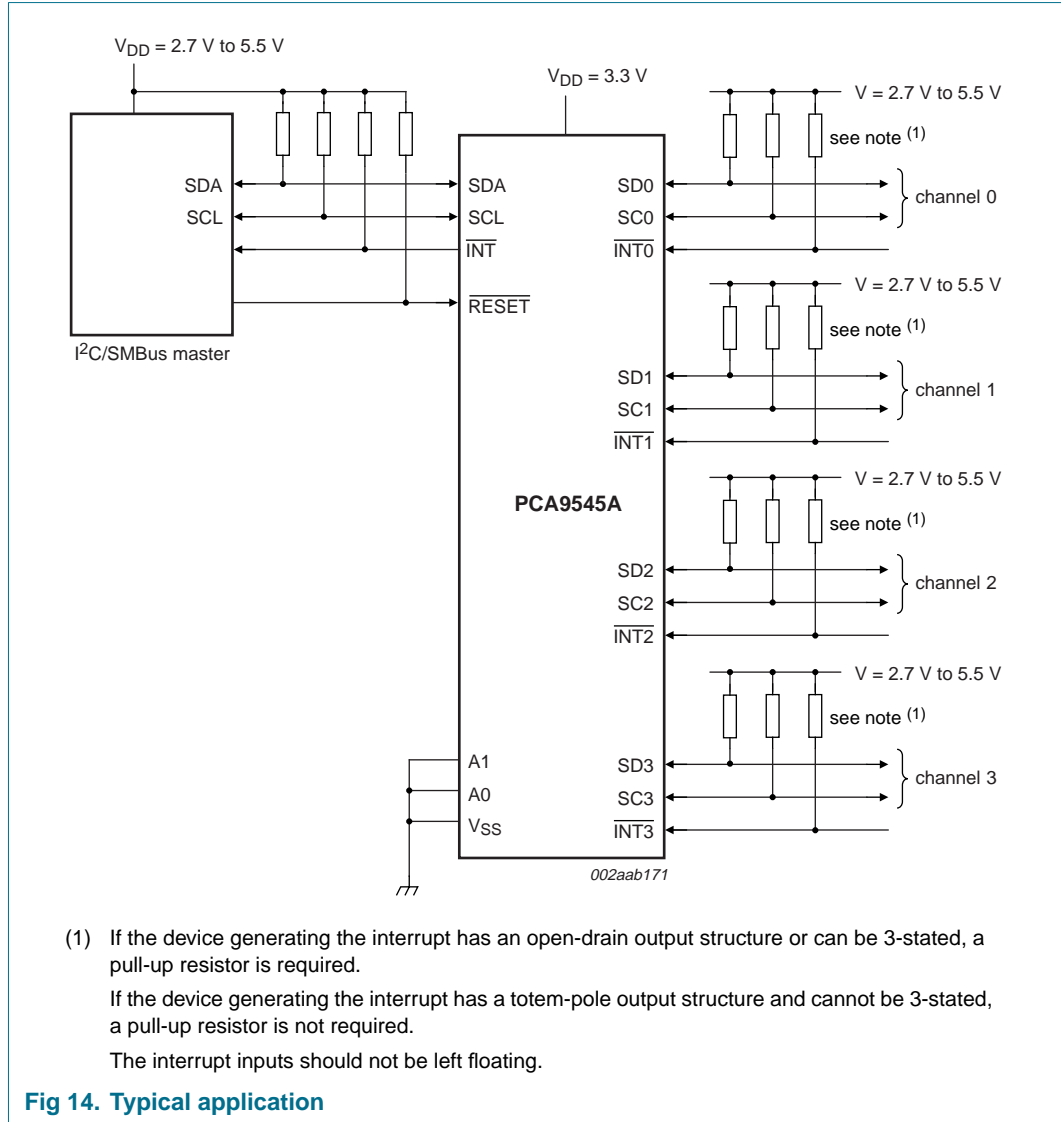 VDD = 2.7 V to 5.5 V
VDD = 3.3 V
V = 2.7 V to 5.5 V
see note (1)
SDA
SCL
SDA
SCL
INT
RESET
I2C/SMBus master
SD0
SC0
INT0
channel 0
V = 2.7 V to 5.5 V
see note (1)
SD1
SC1
INT1
channel 1
PCA9545A
V = 2.7 V to 5.5 V
see note (1)
SD2
SC2
INT2
channel 2
V = 2.7 V to 5.5 V
see note (1)
SD3
SC3
INT3
channel 3
A1
A0
VSS
002aab171
(1) If the device generating the interrupt has an open-drain output structure or can be 3-stated, a
pull-up resistor is required.
If the device generating the interrupt has a totem-pole output structure and cannot be 3-stated,
a pull-up resistor is not required.
The interrupt inputs should not be left floating.
Fig 14. Typical application